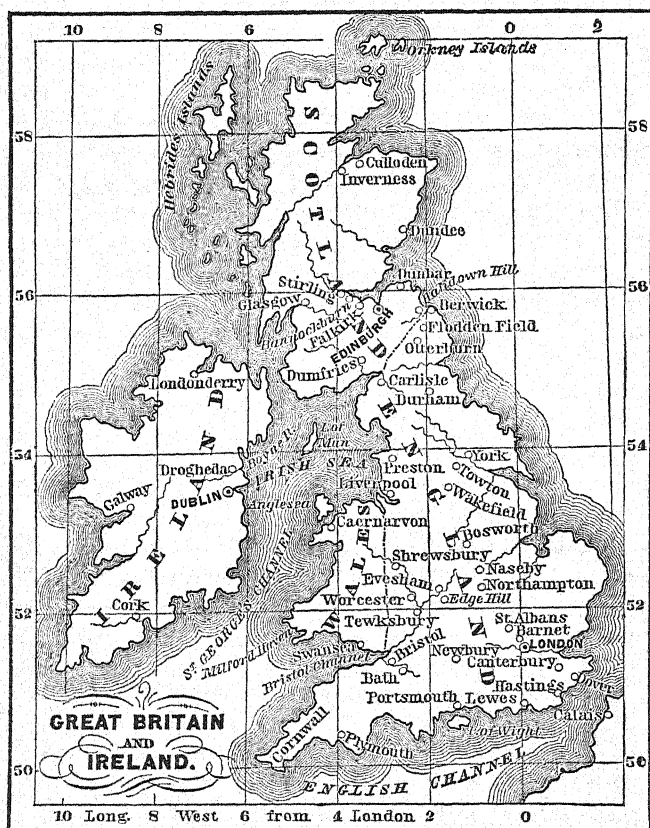 10 8 6 4 2 0 2
Orkney Islands
Hebrides Islands
58 58
SCOTLAND
Culloden
Inverness
Dundee
Dunbar
Stirling
56 56
Glasgow
Bannockburn
Falkirk
EDINBURGH
Berwick
Flodden Field
Otterburn
Dumfries
Londonderry
Carlisle
Durham
IRELAND
ENGLAND
I. of Man
54 54
Boyne R.
IRISH SEA
York
Drogheda
Preston
Towton
DUBLIN
Liverpool
Wakefield
Galway
Anglesea
Caernarvon
WALES
Bosworth
Shrewsbury
Naseby
Evesham
Northampton
Worcester
Edge Hill
52 52
Cork
ST GEORGE'S CHANNEL
Tewksbury
St. Albans
Barnet
Milford Haven
Swansea
Bristol
Newbury
LONDON
Bristol Channel
Canterbury
Bath
Hastings
Dover
Portsmouth
Lewes
Calais
I. of Wight
Cornwall
Plymouth
50 50
ENGLISH CHANNEL
GREAT BRITAIN
AND
IRELAND.
10 Long. 8 West 6 from 4 London 2 0